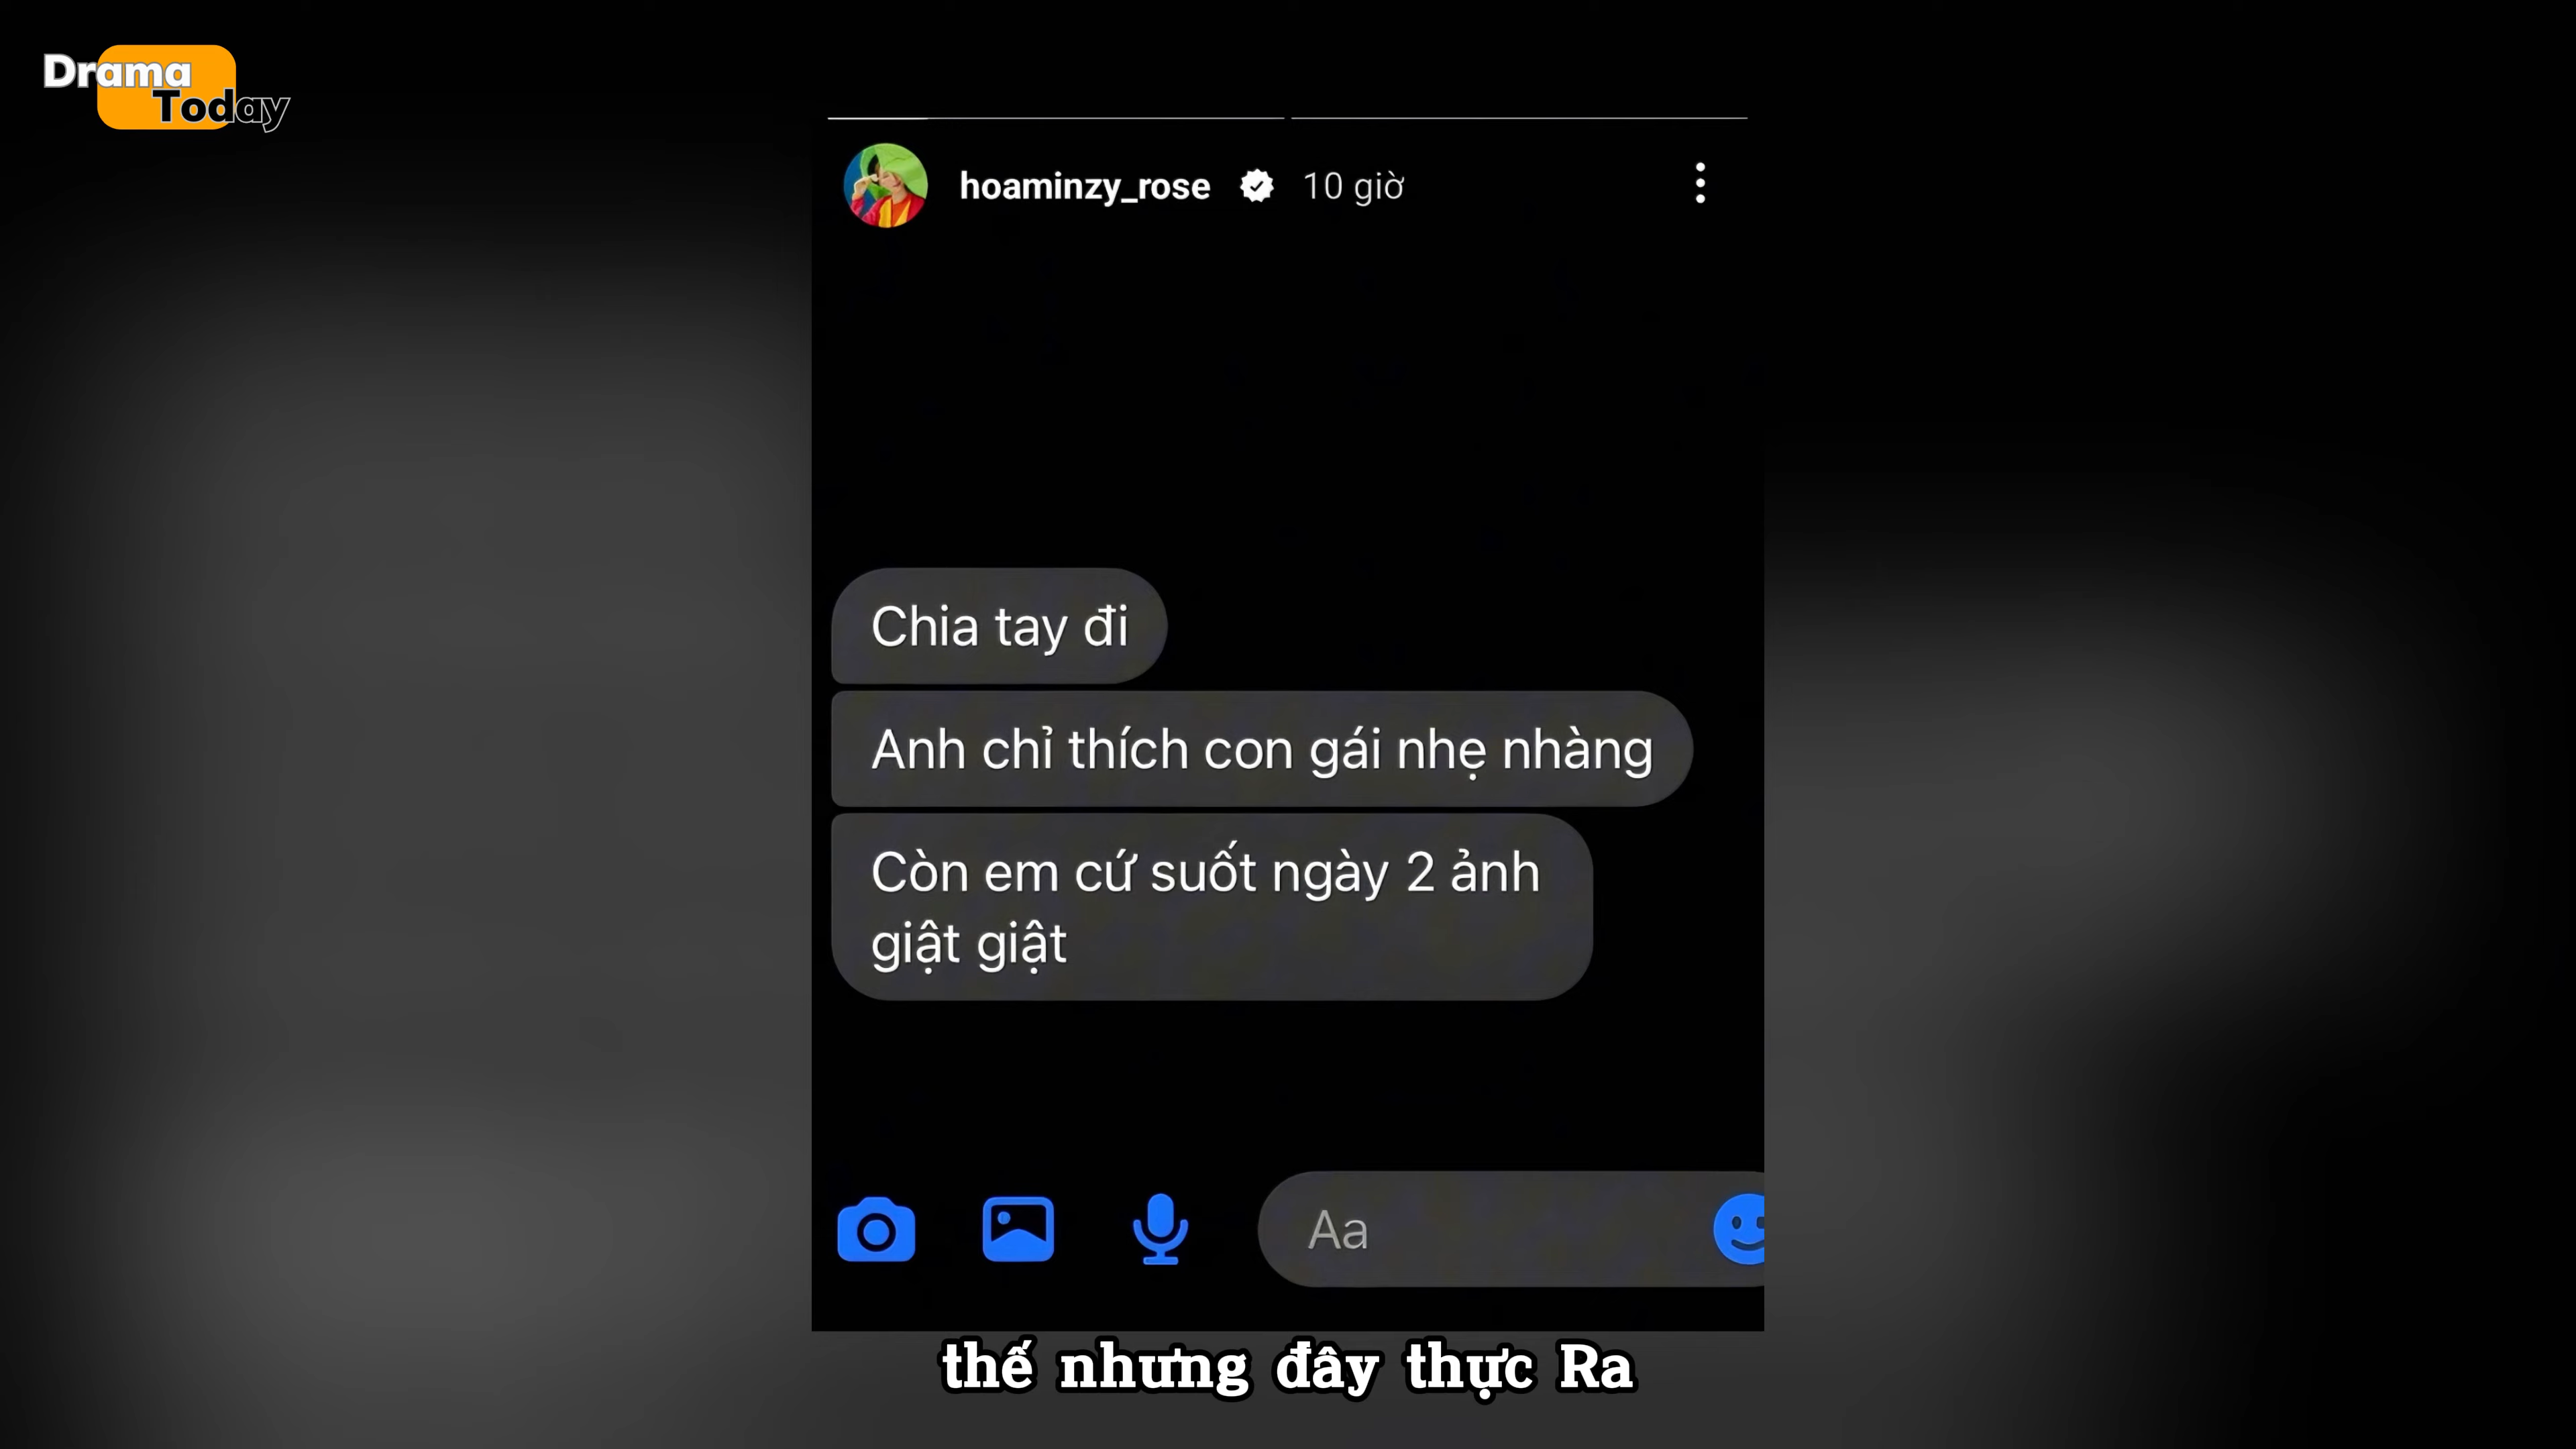 Drama
Today
hoaminzy_rose 10 giờ
Chia tay đi
Anh chỉ thích con gái nhẹ nhàng
Còn em cứ suốt ngày 2 ảnh
giật giật
Aa
thế nhưng đây thực Ra